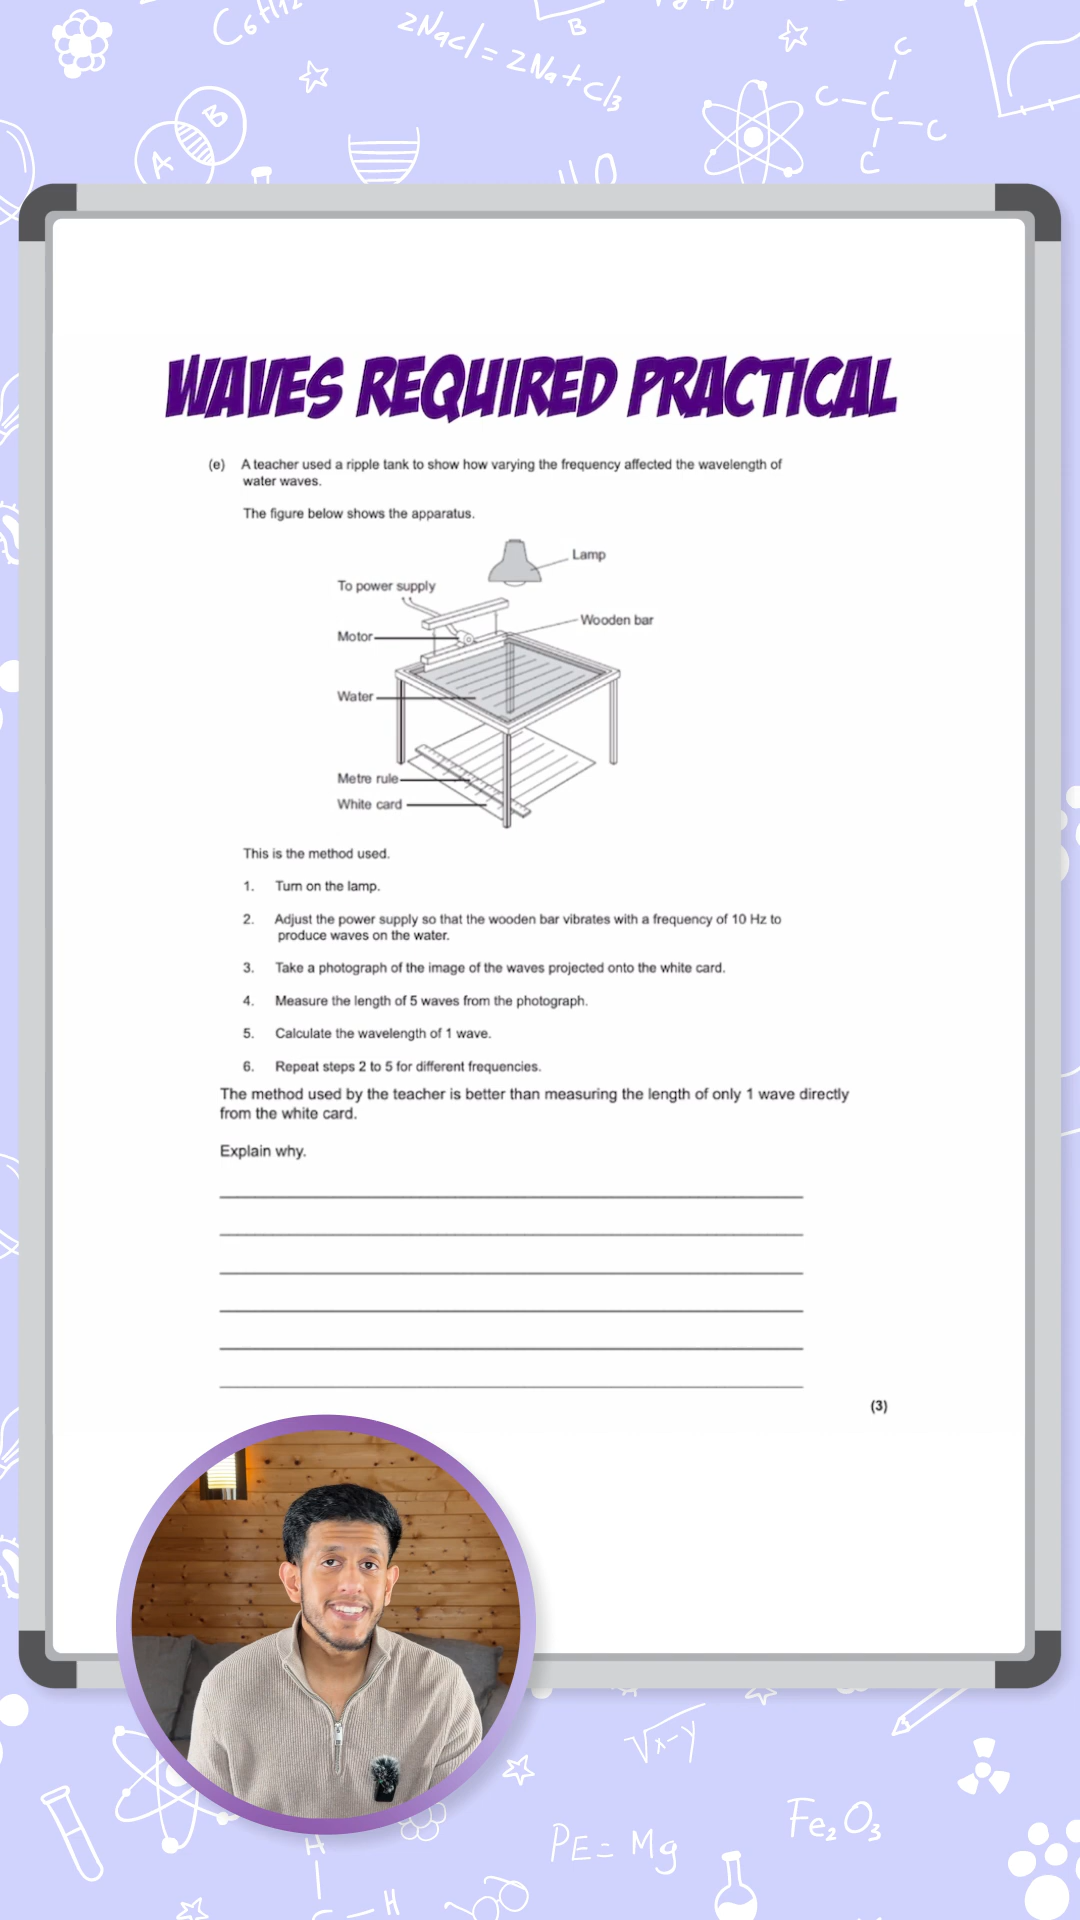 C6H12
2Nacl = 2Na + Cl3
B
A
B
C
C-C-C
C
WAVES REQUIRED PRACTICAL
(e) A teacher used a ripple tank to show how varying the frequency affected the wavelength of
water waves.
The figure below shows the apparatus.
Lamp
To power supply
Wooden bar
Motor
Water
Metre rule
White card
This is the method used.
1. Turn on the lamp.
2. Adjust the power supply so that the wooden bar vibrates with a frequency of 10 Hz to
produce waves on the water.
3. Take a photograph of the image of the waves projected onto the white card.
4. Measure the length of 5 waves from the photograph.
5. Calculate the wavelength of 1 wave.
6. Repeat steps 2 to 5 for different frequencies.
The method used by the teacher is better than measuring the length of only 1 wave directly
from the white card.
Explain why.
(3)
√x-y
Fe2O3
PE = Mg
H
C-H